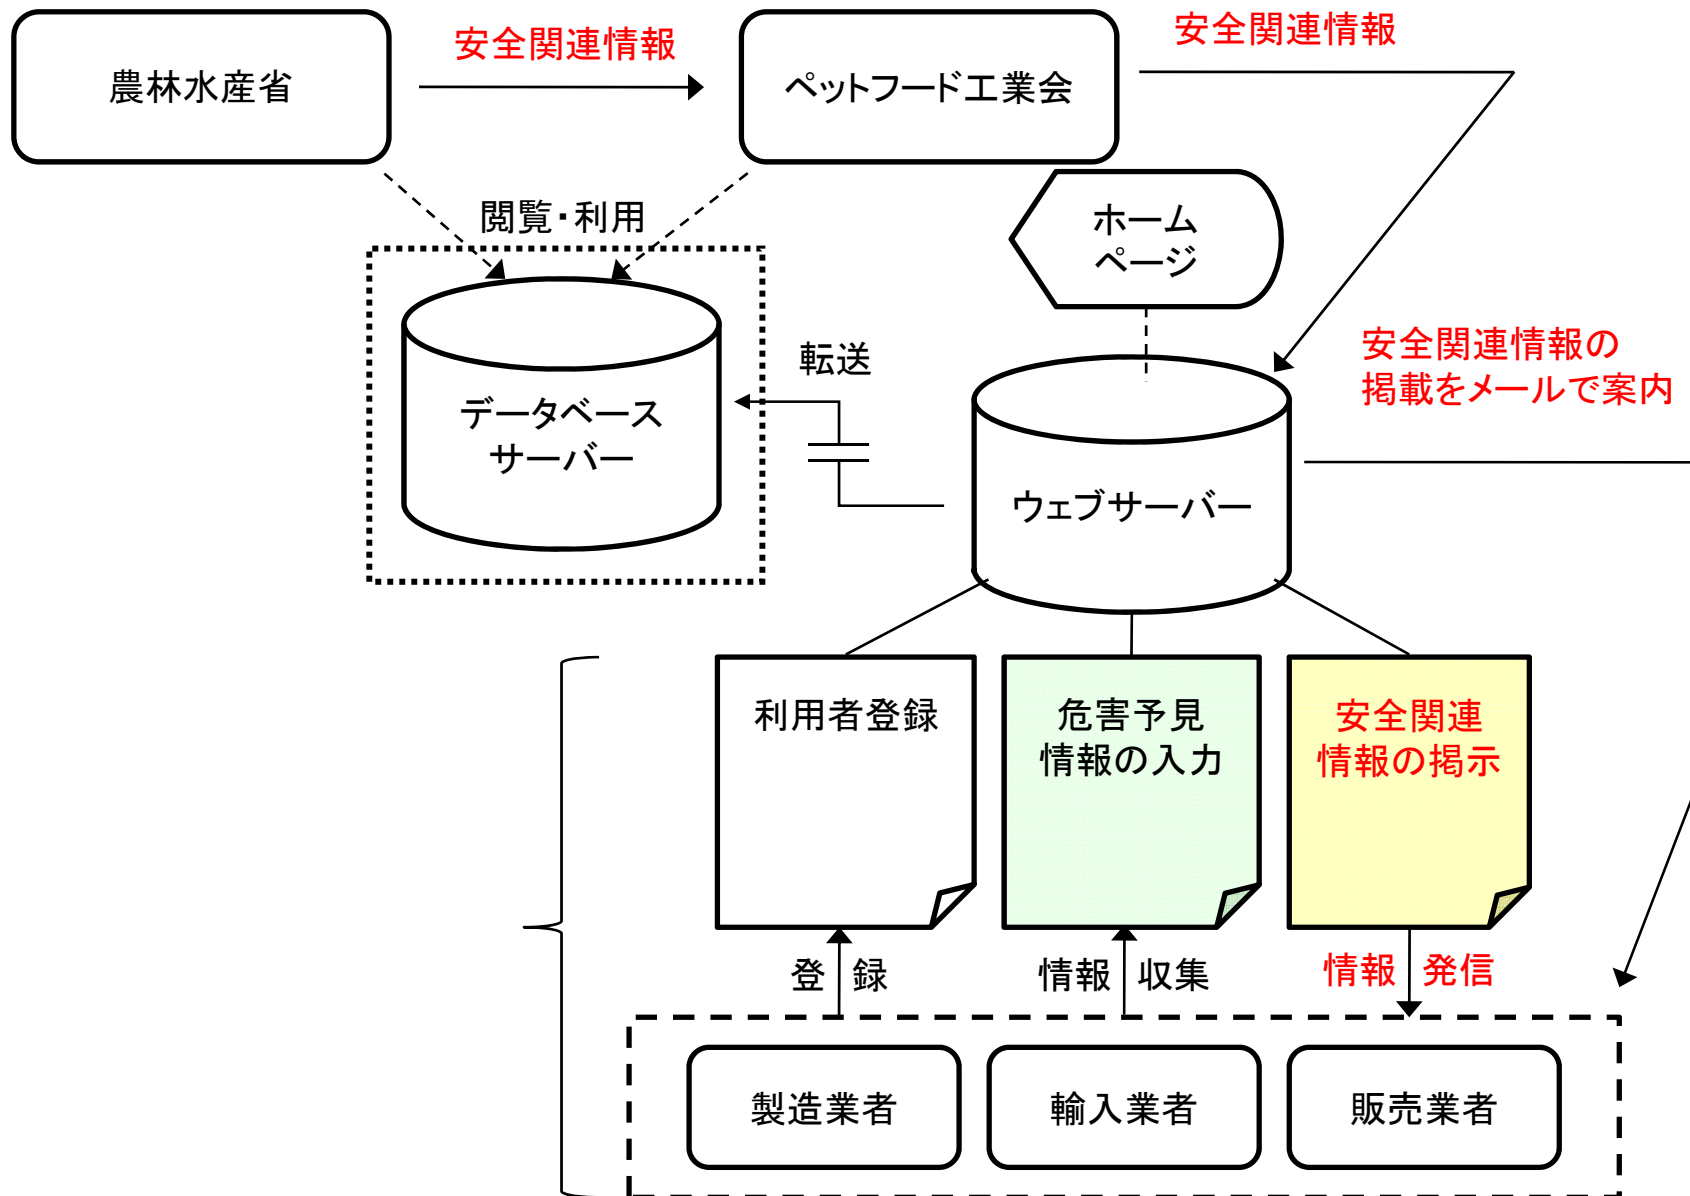 農林水産省
安全関連情報
ペットフード工業会
安全関連情報
閲覧・利用
ホーム
ページ
転送
安全関連情報の
掲載をメールで案内
データベース
サーバー
ウェブサーバー
利用者登録
危害予見
情報の入力
安全関連
情報の掲示
登 録
情報 収集
情報 発信
製造業者
輸入業者
販売業者